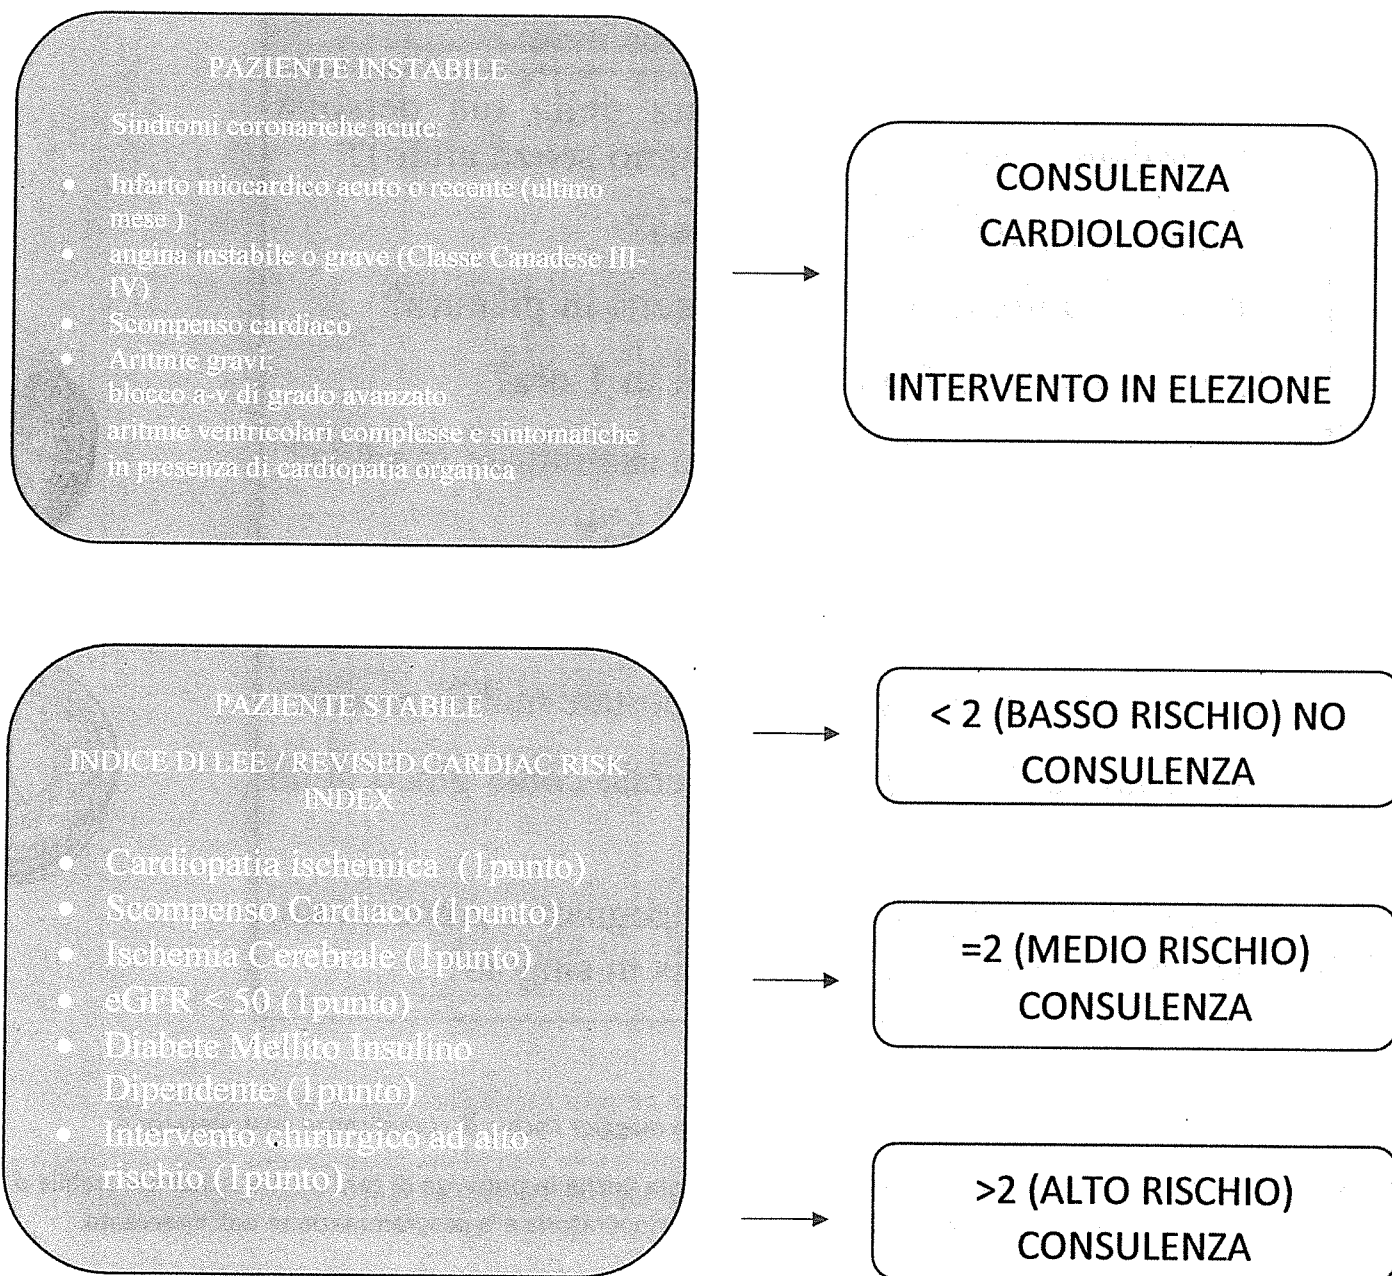 PAZIENTE INSTABILE
Sindromi coronariche acute:
• Infarto miocardico acuto o recente (ultimo
mese )
• angina instabile o grave (Classe Canadese III-
IV)
• Scompenso cardiaco
• Aritmie gravi:
blocco a-v di grado avanzato
aritmie ventricolari complesse e sintomatiche
in presenza di cardiopatia organica
CONSULENZA
CARDIOLOGICA
INTERVENTO IN ELEZIONE
PAZIENTE STABILE
INDICE DI LEE / REVISED CARDIAC RISK
INDEX
• Cardiopatia ischemica (1punto)
• Scompenso Cardiaco (1punto)
• Ischemia Cerebrale (1punto)
• eGFR < 50 (1punto)
• Diabete Mellito Insulino
Dipendente (1punto)
• Intervento chirurgico ad alto
rischio (1punto)
< 2 (BASSO RISCHIO) NO
CONSULENZA
=2 (MEDIO RISCHIO)
CONSULENZA
>2 (ALTO RISCHIO)
CONSULENZA